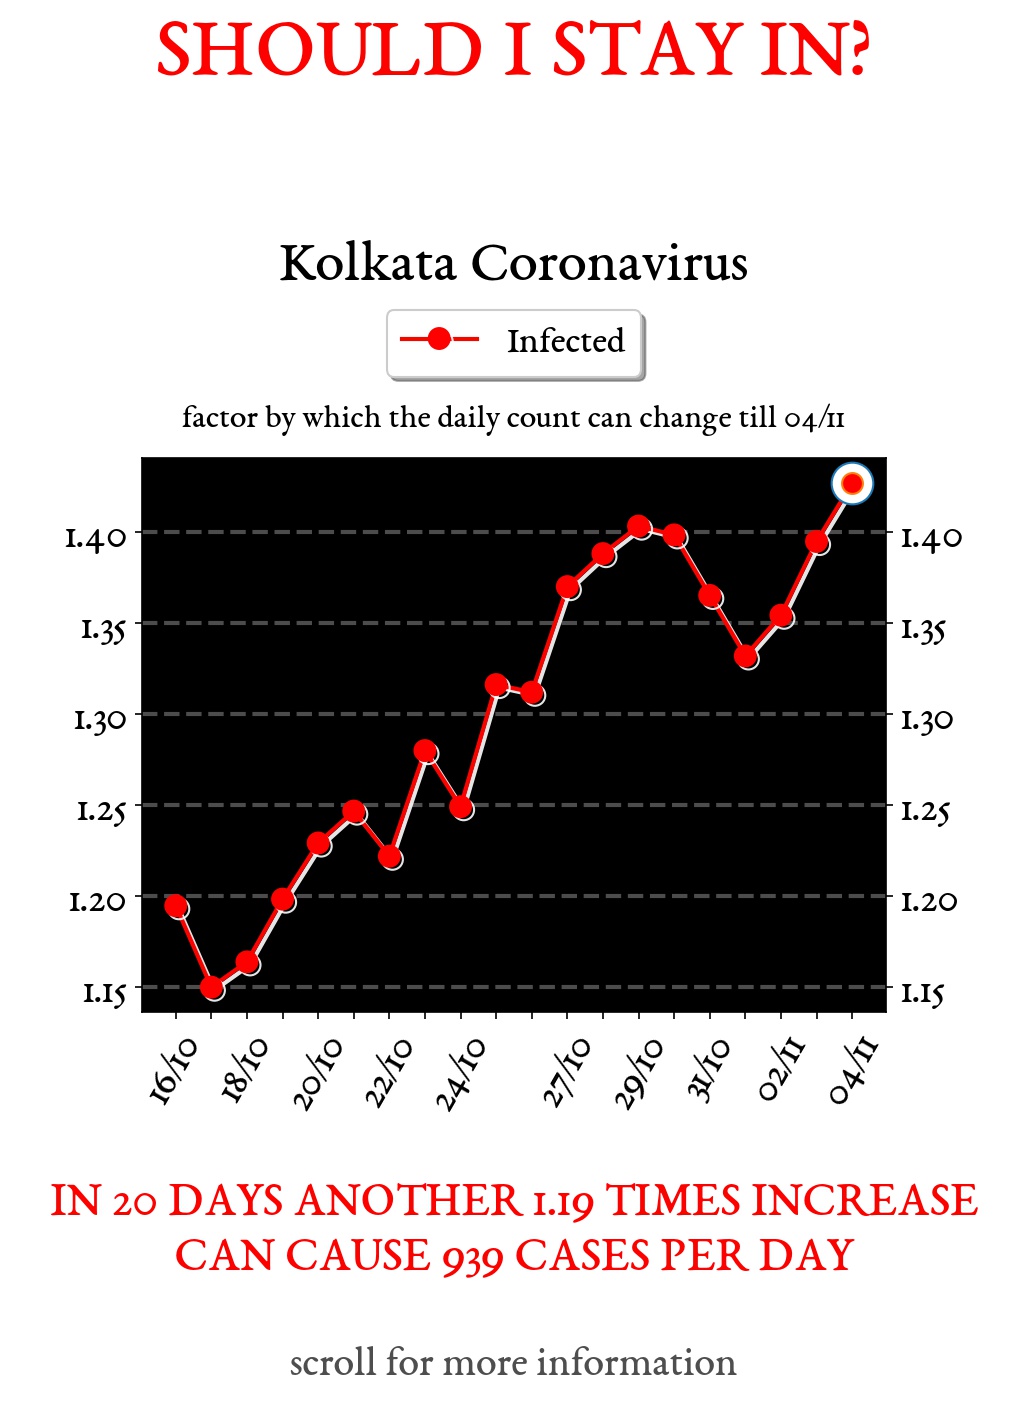 SHOULD I STAY IN?
Kolkata Coronavirus
Infected
factor by which the daily count can change till 04/11
1.40 1.40
1.35 1.35
1.30 1.30
1.25 1.25
1.20 1.20
1.15 1.15
16/10 18/10 20/10 22/10 24/10 27/10 29/10 31/10 02/11 04/11
IN 20 DAYS ANOTHER 1.19 TIMES INCREASE
CAN CAUSE 939 CASES PER DAY
scroll for more information